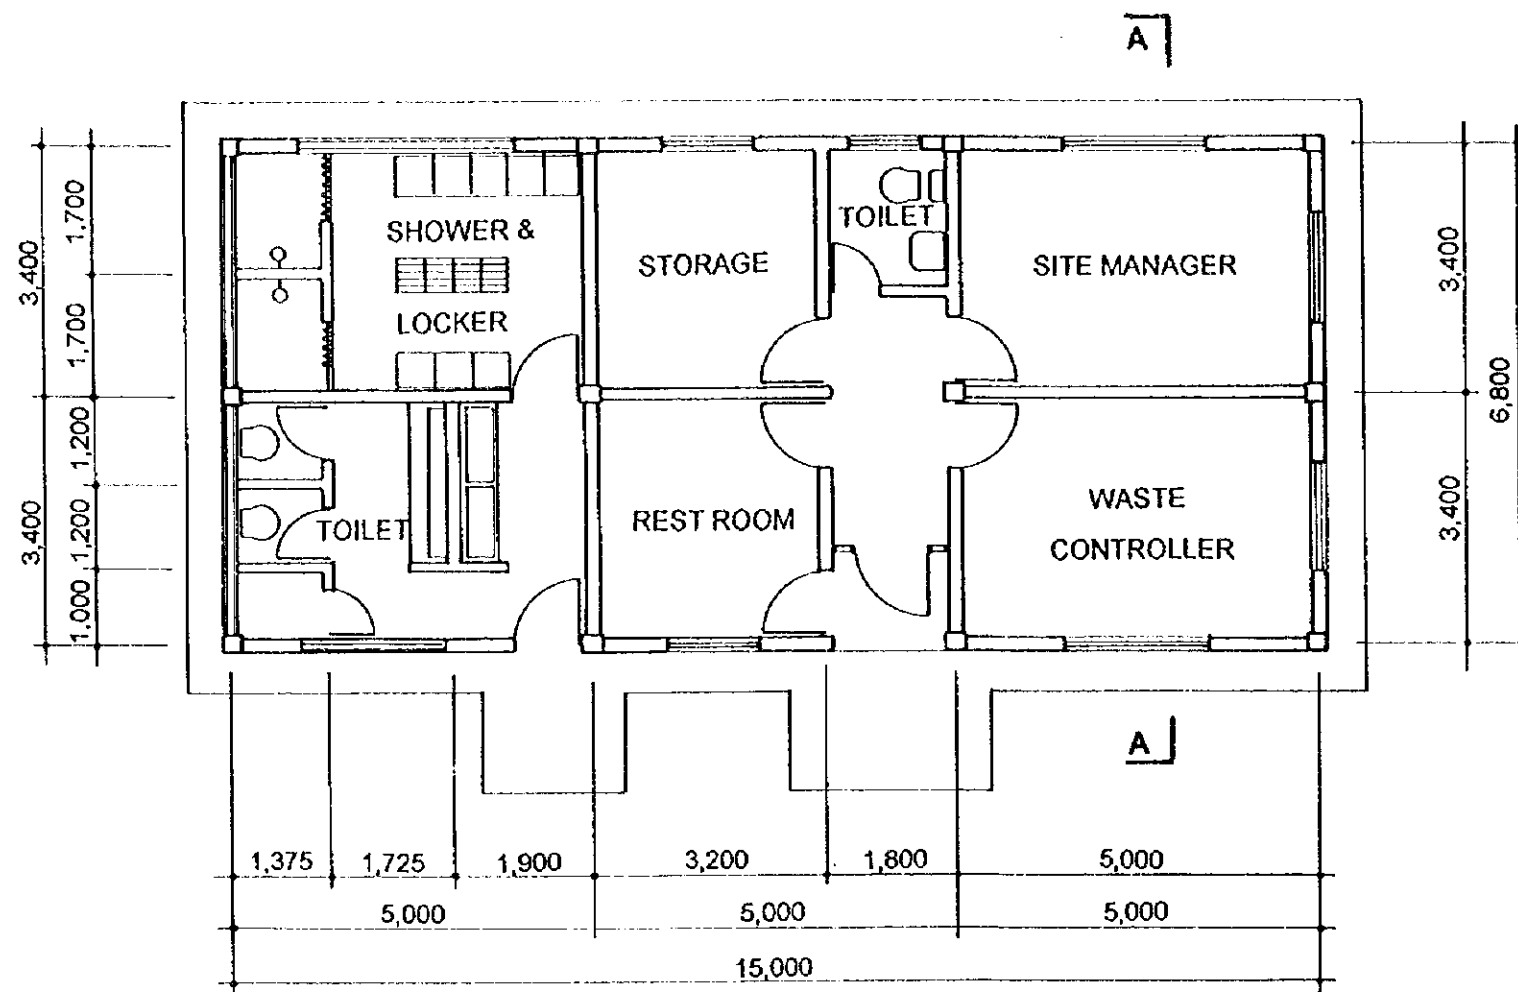 A
SHOWER &
LOCKER
STORAGE
TOILET
SITE MANAGER
TOILET
REST ROOM
WASTE
CONTROLLER
3,400
1,700
1,700
3,400
1,200
1,200
1,000
3,400
3,400
6,800
A
1,375
1,725
1,900
3,200
1,800
5,000
5,000
5,000
5,000
15,000